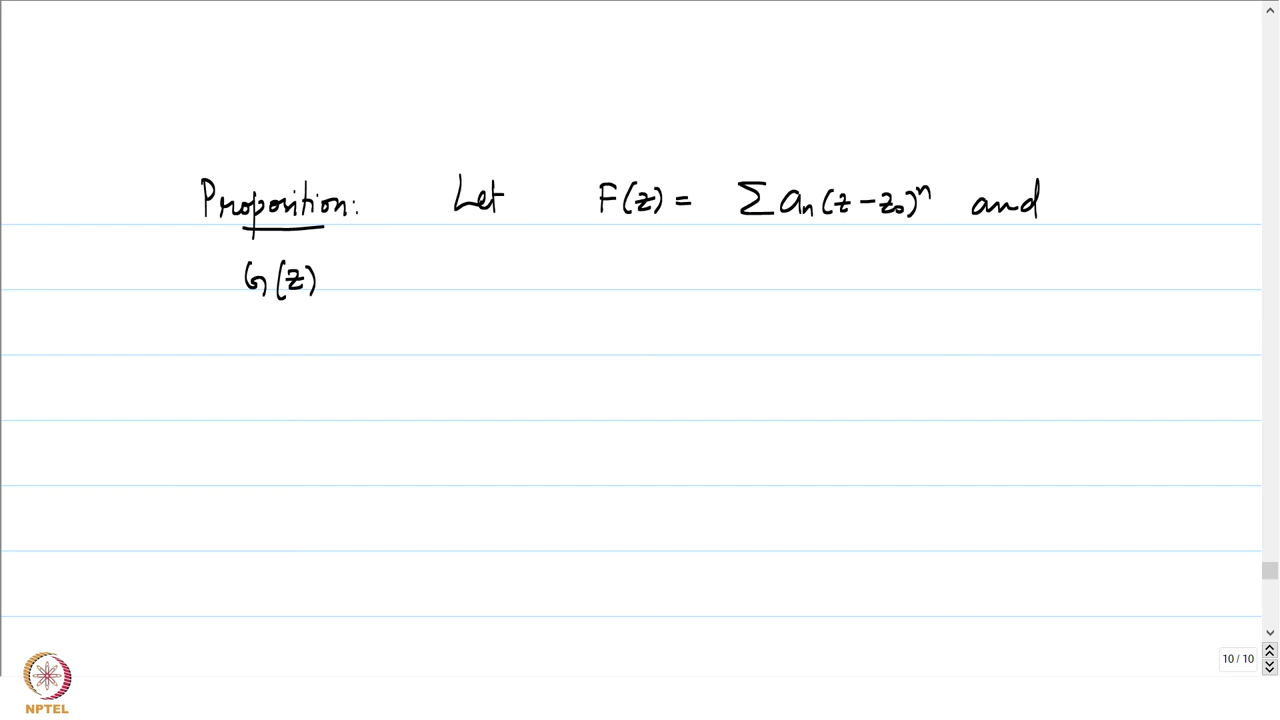 Proposition: Let F(z) = ∑ aₙ (z − z₀)ⁿ and
G(z)
10 / 10
NPTEL